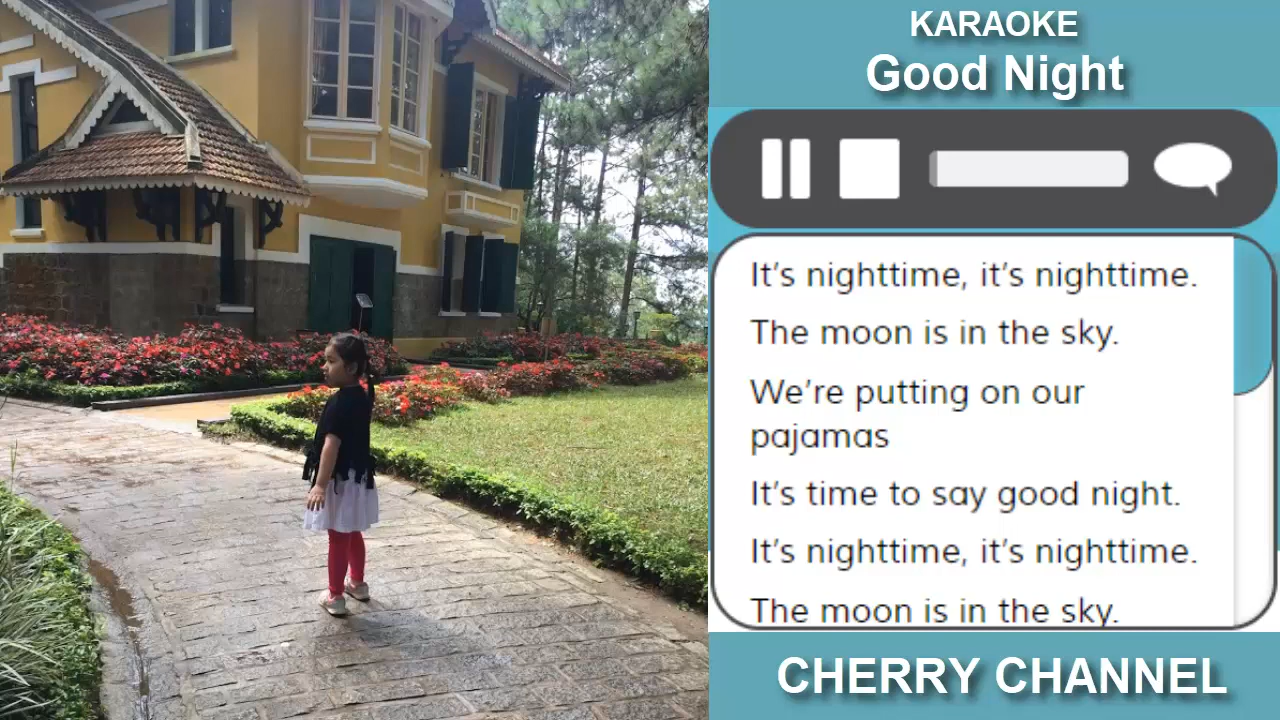 KARAOKE
Good Night
It's nighttime, it's nighttime.
The moon is in the sky.
We're putting on our
pajamas
It's time to say good night.
It's nighttime, it's nighttime.
The moon is in the sky.
CHERRY CHANNEL